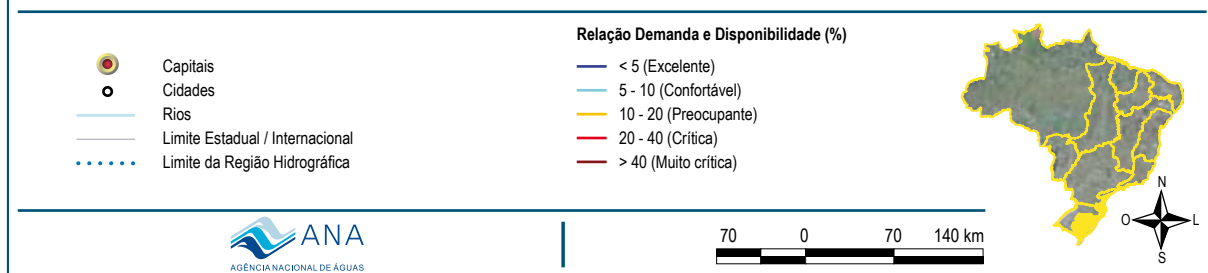 Relação Demanda e Disponibilidade (%)
Capitais
Cidades
Rios
Limite Estadual / Internacional
Limite da Região Hidrográfica
< 5 (Excelente)
5 - 10 (Confortável)
10 - 20 (Preocupante)
20 - 40 (Crítica)
> 40 (Muito crítica)
N
O L
S
ANA
AGÊNCIA NACIONAL DE ÁGUAS
70 0 70 140 km